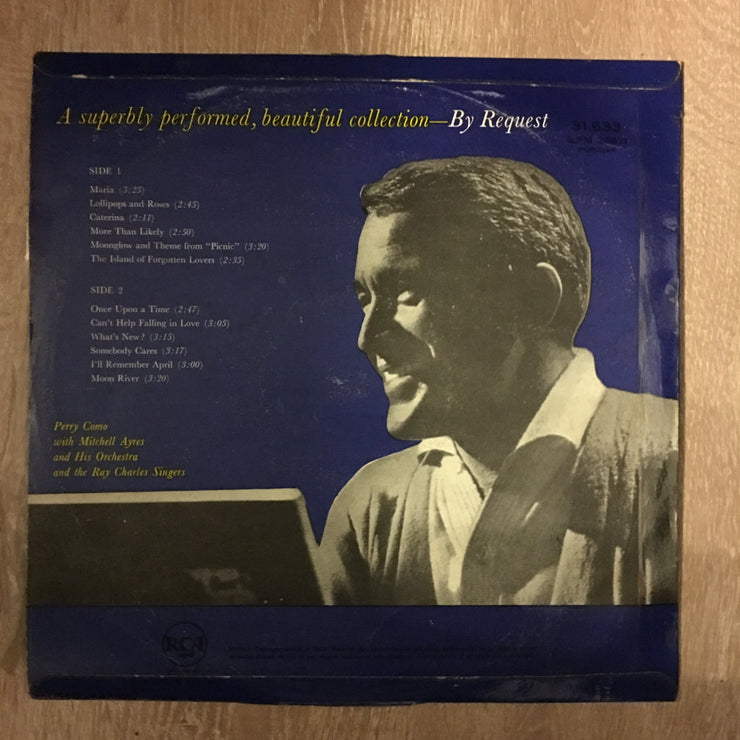 A superbly performed, beautiful collection—By Request
31,633
POPULAR
SIDE 1
Maria (3:25)
Lollipops and Roses (2:45)
Caterina (2:11)
More Than Likely (2:50)
Moonglow and Theme from "Picnic" (3:20)
The Island of Forgotten Lovers (2:35)
SIDE 2
Once Upon a Time (2:47)
Can't Help Falling in Love (3:05)
What's New? (3:15)
Somebody Cares (3:17)
I'll Remember April (3:00)
Moon River (3:20)
Perry Como
with Mitchell Ayres
and His Orchestra
and the Ray Charles Singers
RCA